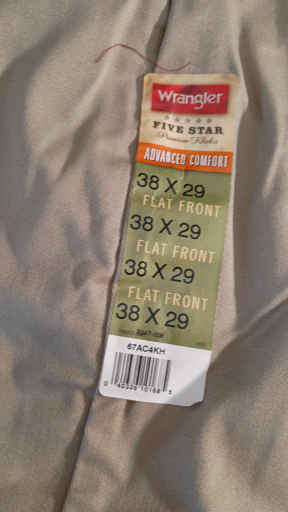 Wrangler
FIVE STAR
Premium Khakis
ADVANCED COMFORT
38 X 29
FLAT FRONT
38 X 29
FLAT FRONT
38 X 29
FLAT FRONT
38 X 29
67AC4KH